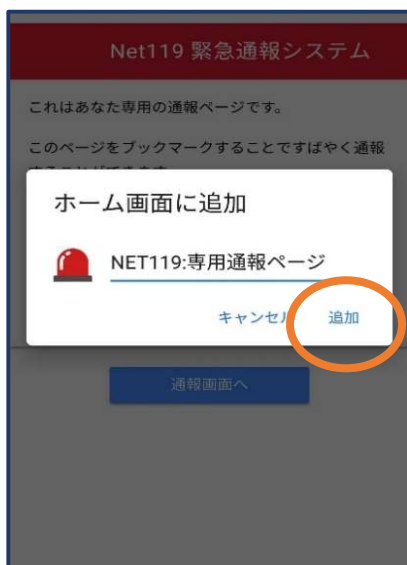 Net119 緊急通報システム
これはあなた専用の通報ページです。
このページをブックマークすることですばやく通報
ホーム画面に追加
NET119:専用通報ページ
キャンセル
追加
通報画面へ